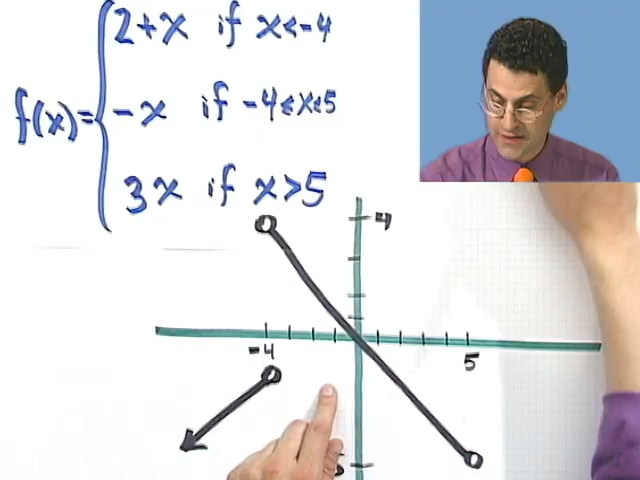 2+x if x<-4
f(x)= -x if -4≤x≤5
3x if x>5
4
-4
5